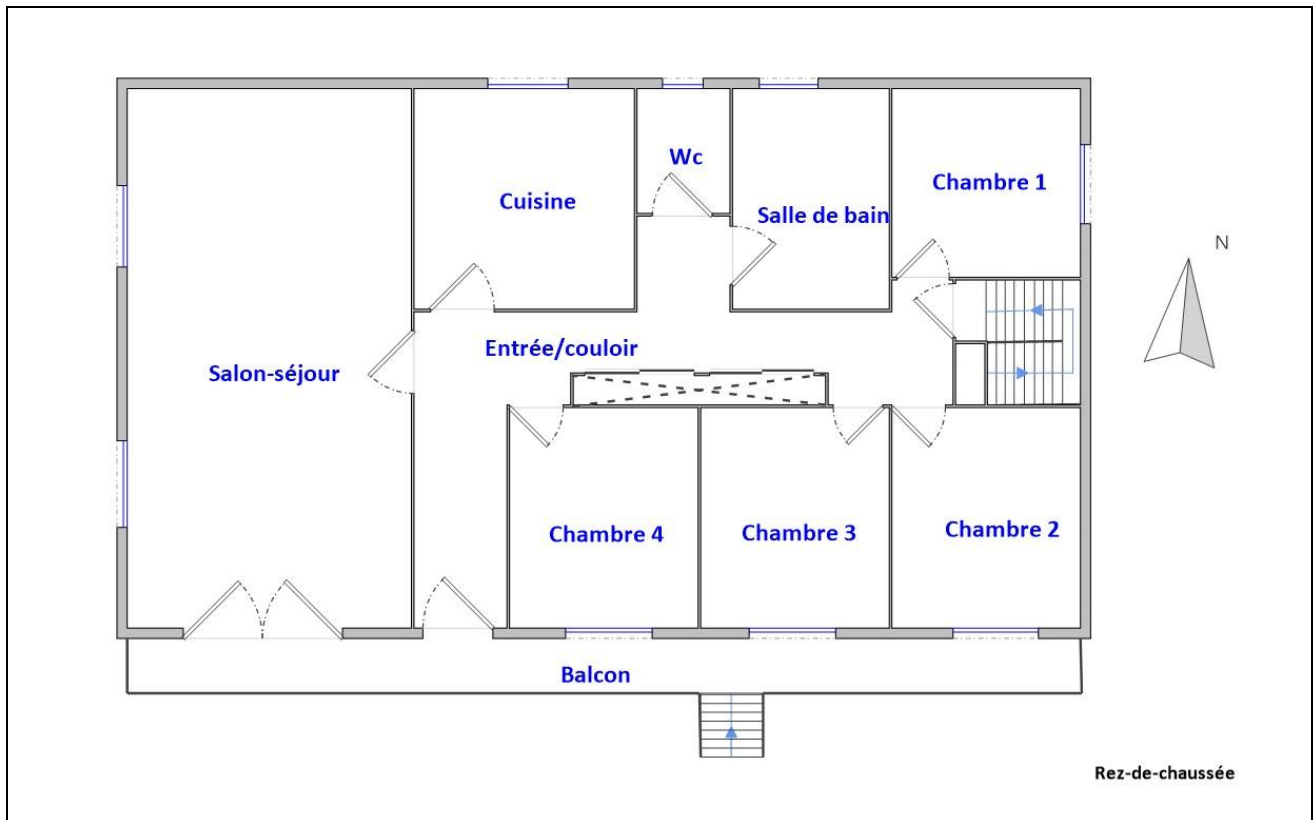 Wc
Cuisine
Chambre 1
Salle de bain
N
Entrée/couloir
Salon-séjour
Chambre 4
Chambre 3
Chambre 2
Balcon
Rez-de-chaussée